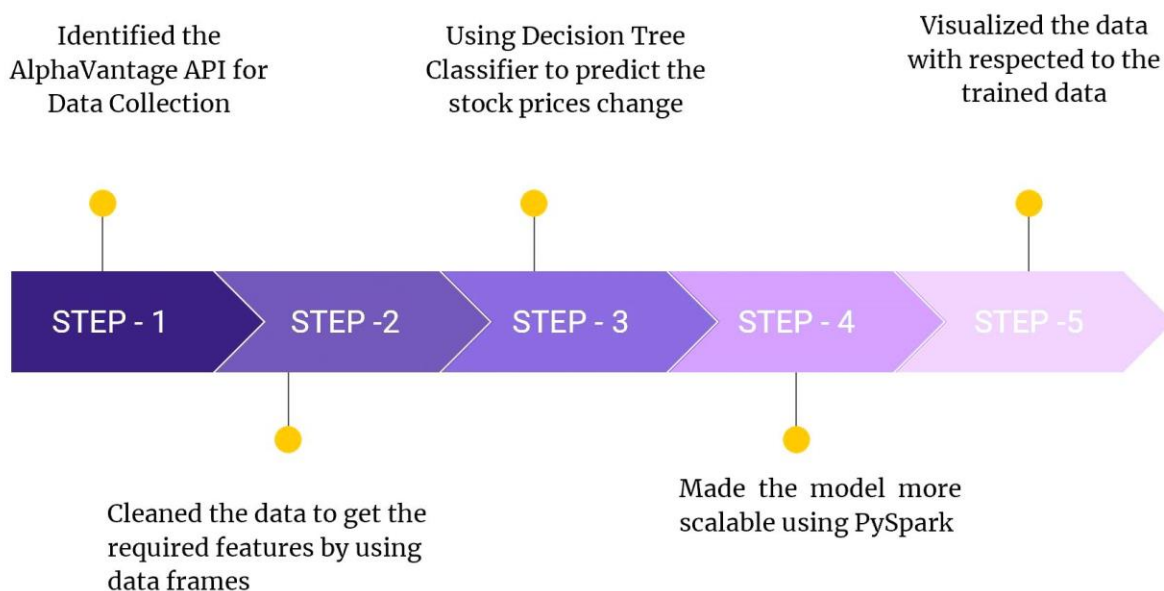 Identified the
AlphaVantage API for
Data Collection
Using Decision Tree
Classifier to predict the
stock prices change
Visualized the data
with respected to the
trained data
STEP - 1
STEP -2
STEP - 3
STEP - 4
STEP -5
Cleaned the data to get the
required features by using
data frames
Made the model more
scalable using PySpark